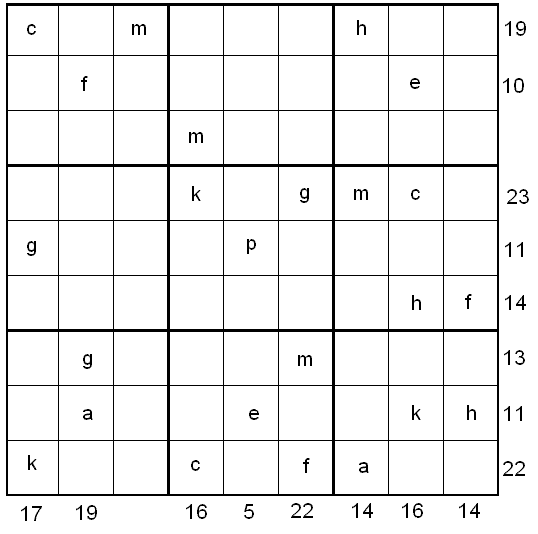 c m h 19
f e 10
m
k g m c 23
g p 11
h f 14
g m 13
a e k h 11
k c f a 22
17 19 16 5 22 14 16 14